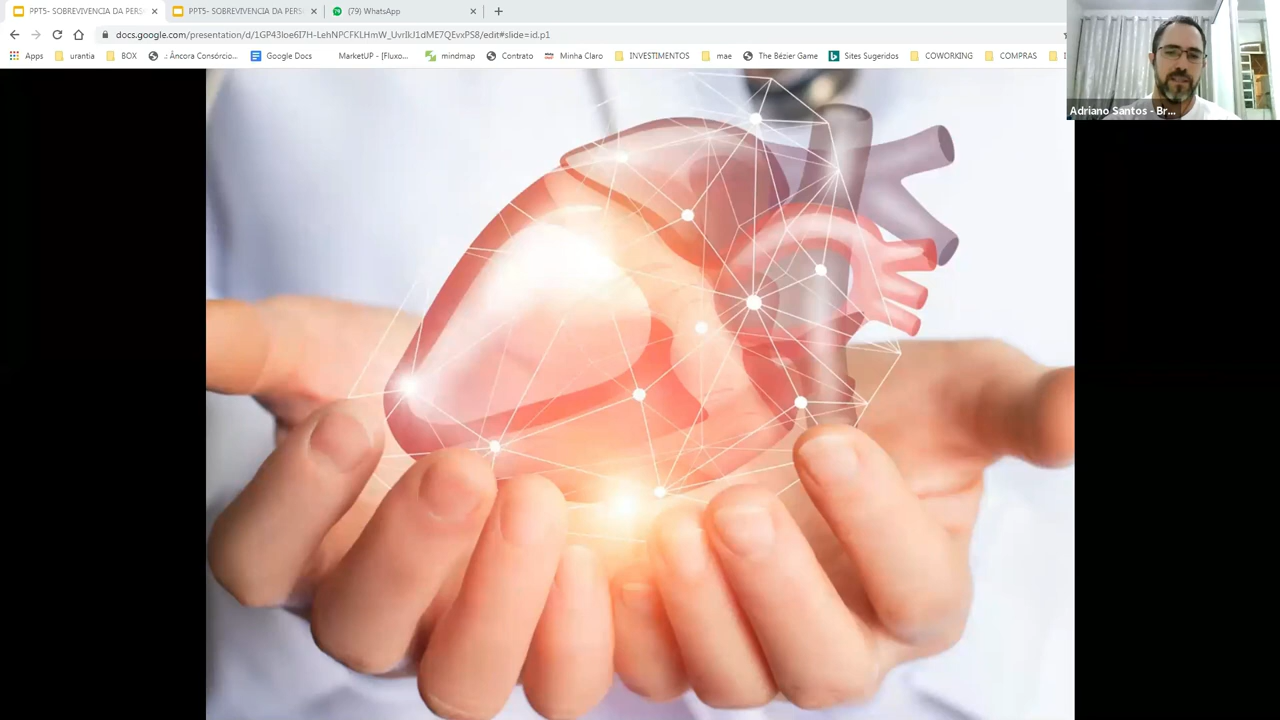 PPT5- SOBREVIVENCIA DA PERS
PPT5- SOBREVIVENCIA DA PERS
(79) WhatsApp
docs.google.com/presentation/d/1GP43Ioe6I7H-LehNPCFKLHmW_UvrIkJ1dME7QEvxPS8/edit#slide=id.p1
Apps urantia BOX .: Âncora Consórcio... Google Docs MarketUP - [Fluxo... mindmap Contrato Minha Claro INVESTIMENTOS mae The Bézier Game Sites Sugeridos COWORKING COMPRAS
Adriano Santos - Br...